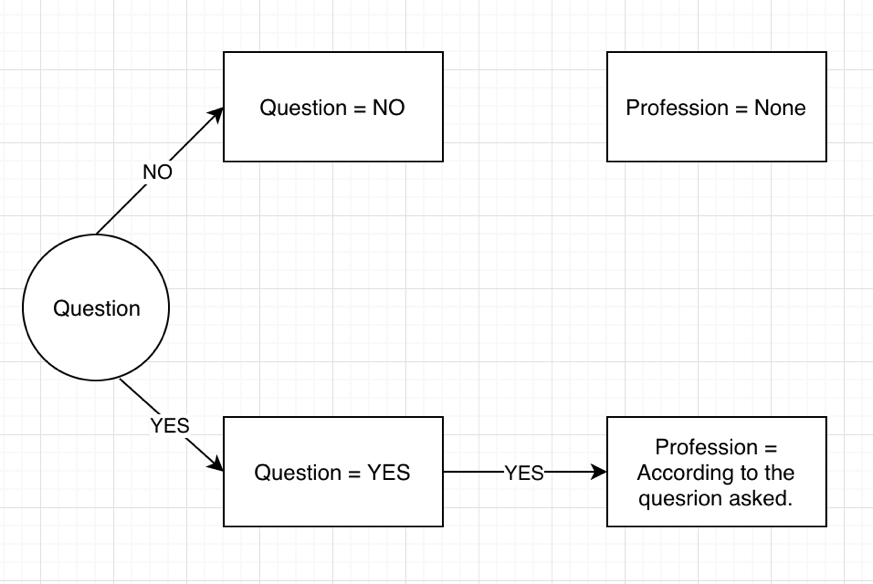 Question = NO
Profession = None
NO
Question
YES
Question = YES
YES
Profession =
According to the
quesrion asked.